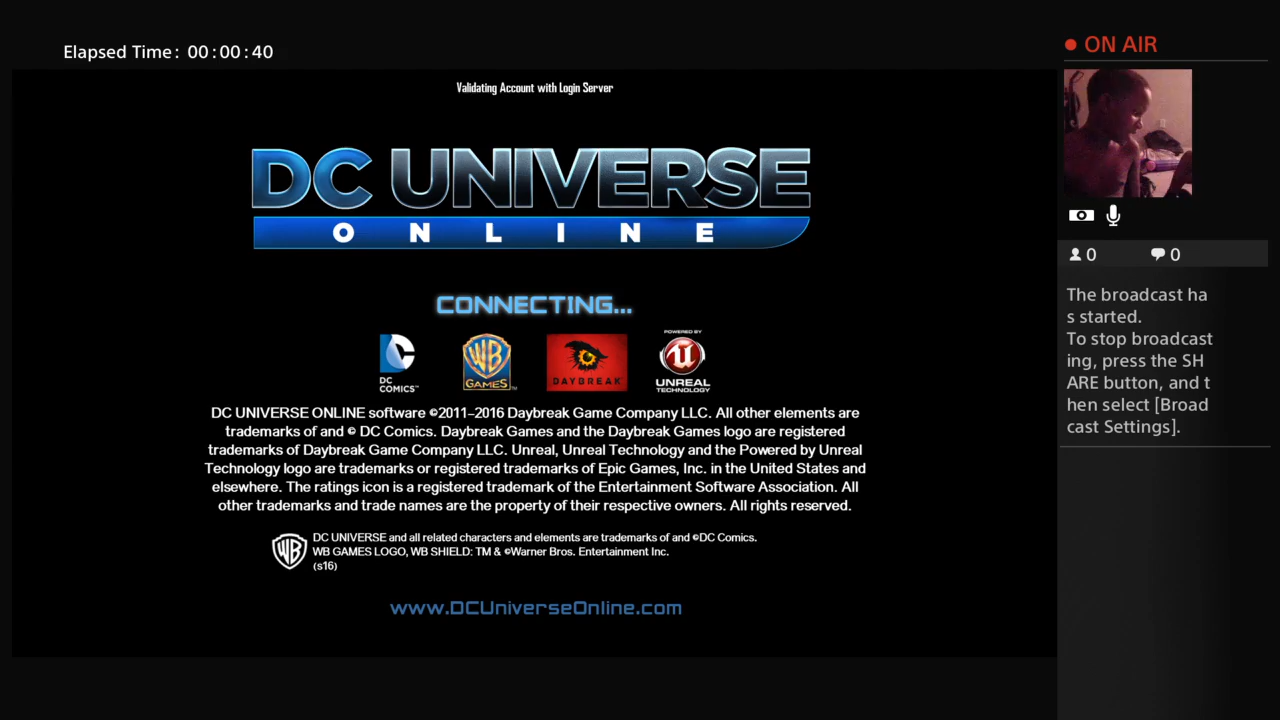 Elapsed Time: 00:00:40
ON AIR
Validating Account with Login Server
DC UNIVERSE
ONLINE
0 0
CONNECTING...
The broadcast ha
s started.
To stop broadcast
ing, press the SH
ARE button, and t
hen select [Broad
cast Settings].
DC
COMICS™
WB
GAMES™
DAYBREAK
POWERED BY
UNREAL
TECHNOLOGY
DC UNIVERSE ONLINE software ©2011–2016 Daybreak Game Company LLC. All other elements are
trademarks of and © DC Comics. Daybreak Games and the Daybreak Games logo are registered
trademarks of Daybreak Game Company LLC. Unreal, Unreal Technology and the Powered by Unreal
Technology logo are trademarks or registered trademarks of Epic Games, Inc. in the United States and
elsewhere. The ratings icon is a registered trademark of the Entertainment Software Association. All
other trademarks and trade names are the property of their respective owners. All rights reserved.
WB
DC UNIVERSE and all related characters and elements are trademarks of and ©DC Comics.
WB GAMES LOGO, WB SHIELD: TM & ©Warner Bros. Entertainment Inc.
(s16)
www.DCUniverseOnline.com